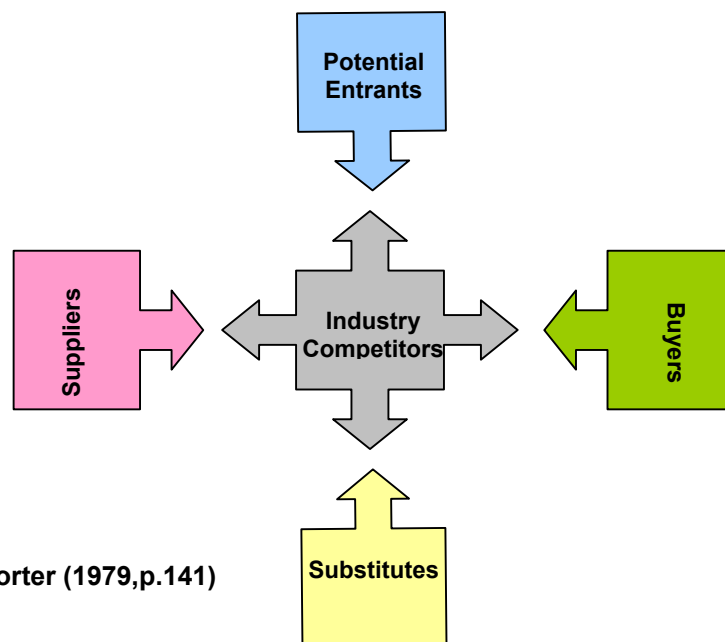 Potential
Entrants
Suppliers
Industry
Competitors
Buyers
Substitutes
orter (1979,p.141)